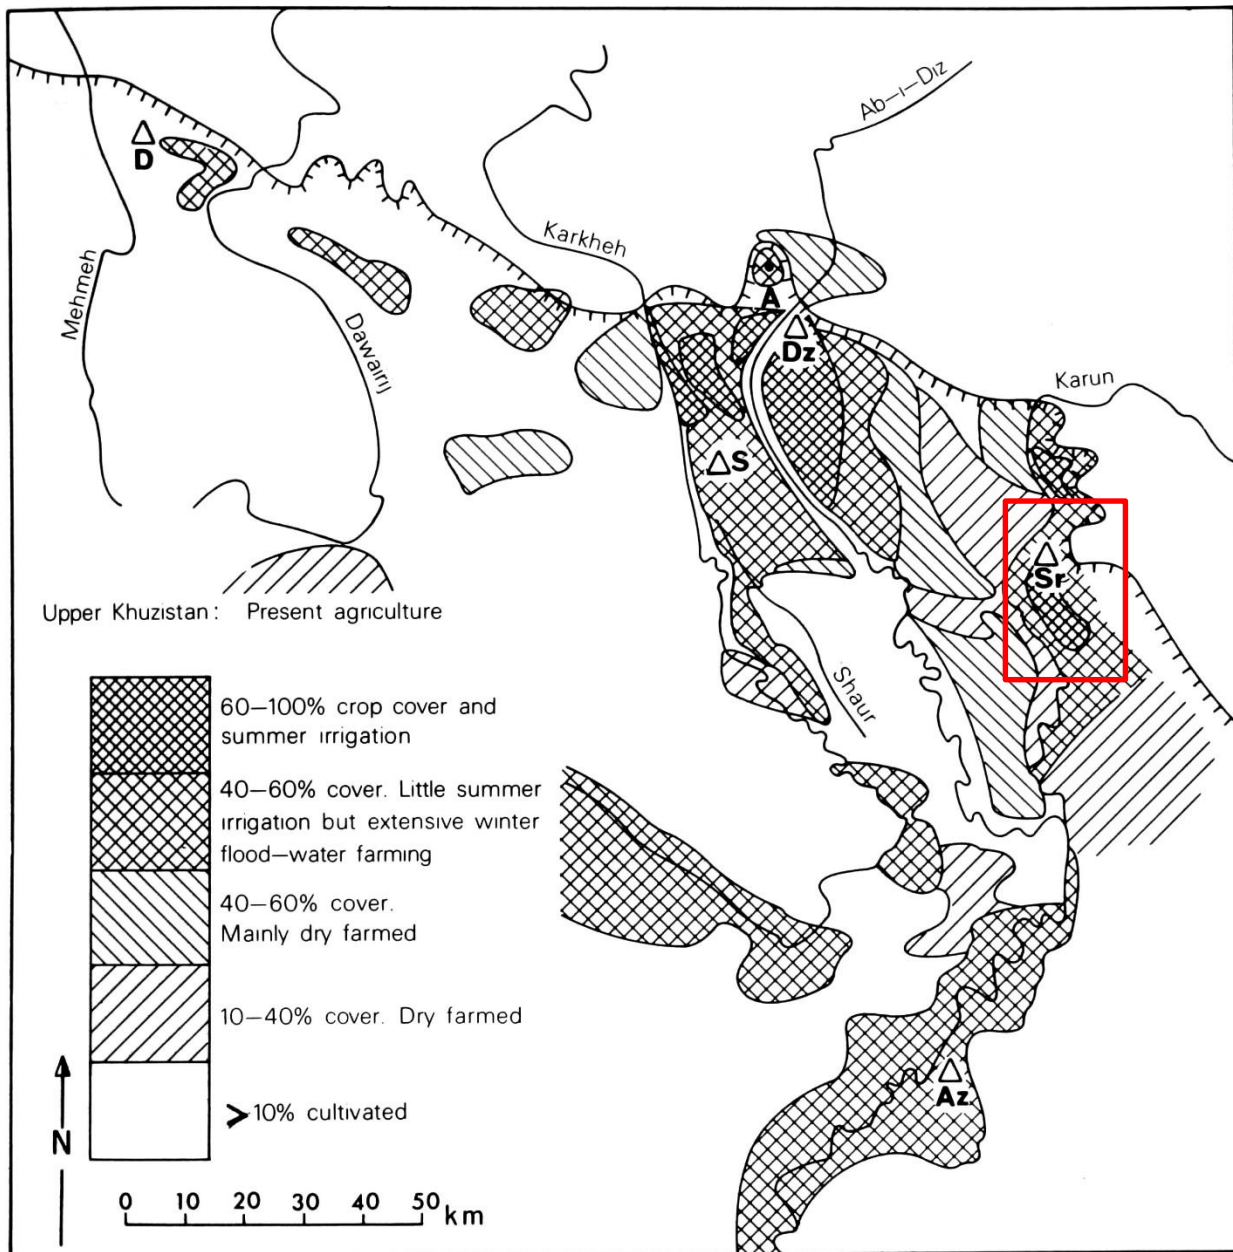 Ab-i-Diz
D
Karkheh
A
Mehmeh
Dz
Dawairij
Karun
S
Sr
Upper Khuzistan: Present agriculture
Shaur
60—100% crop cover and
summer irrigation
40—60% cover. Little summer
irrigation but extensive winter
flood—water farming
40—60% cover.
Mainly dry farmed
10—40% cover. Dry farmed
Az
>10% cultivated
N
0 10 20 30 40 50 km